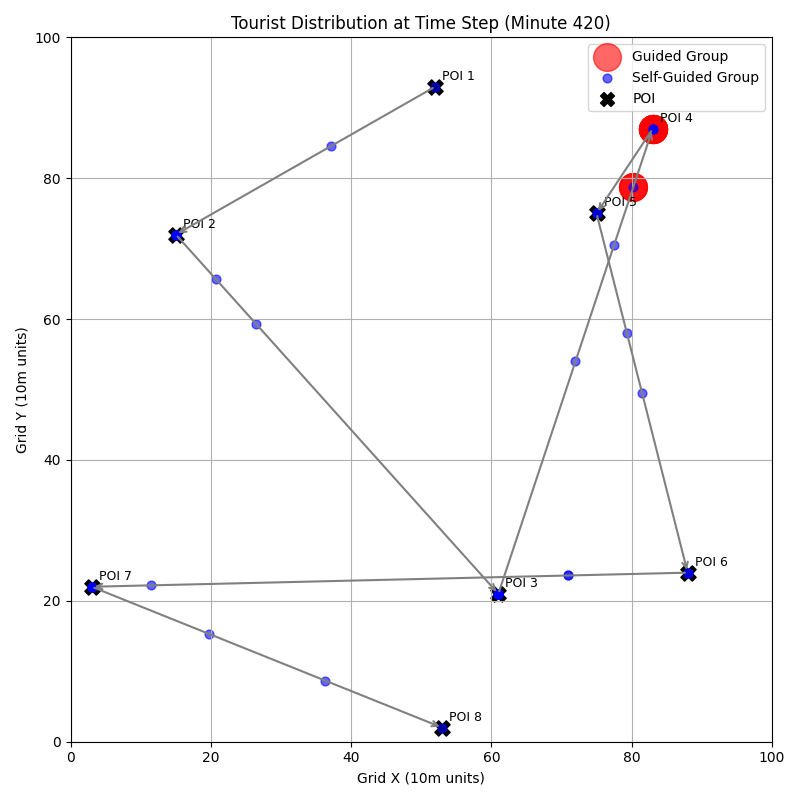 Tourist Distribution at Time Step (Minute 420)
Guided Group
Self-Guided Group
POI
POI 1
POI 4
POI 5
POI 2
POI 7
POI 3
POI 6
POI 8
100
80
60
40
20
0
0 20 40 60 80 100
Grid Y (10m units)
Grid X (10m units)